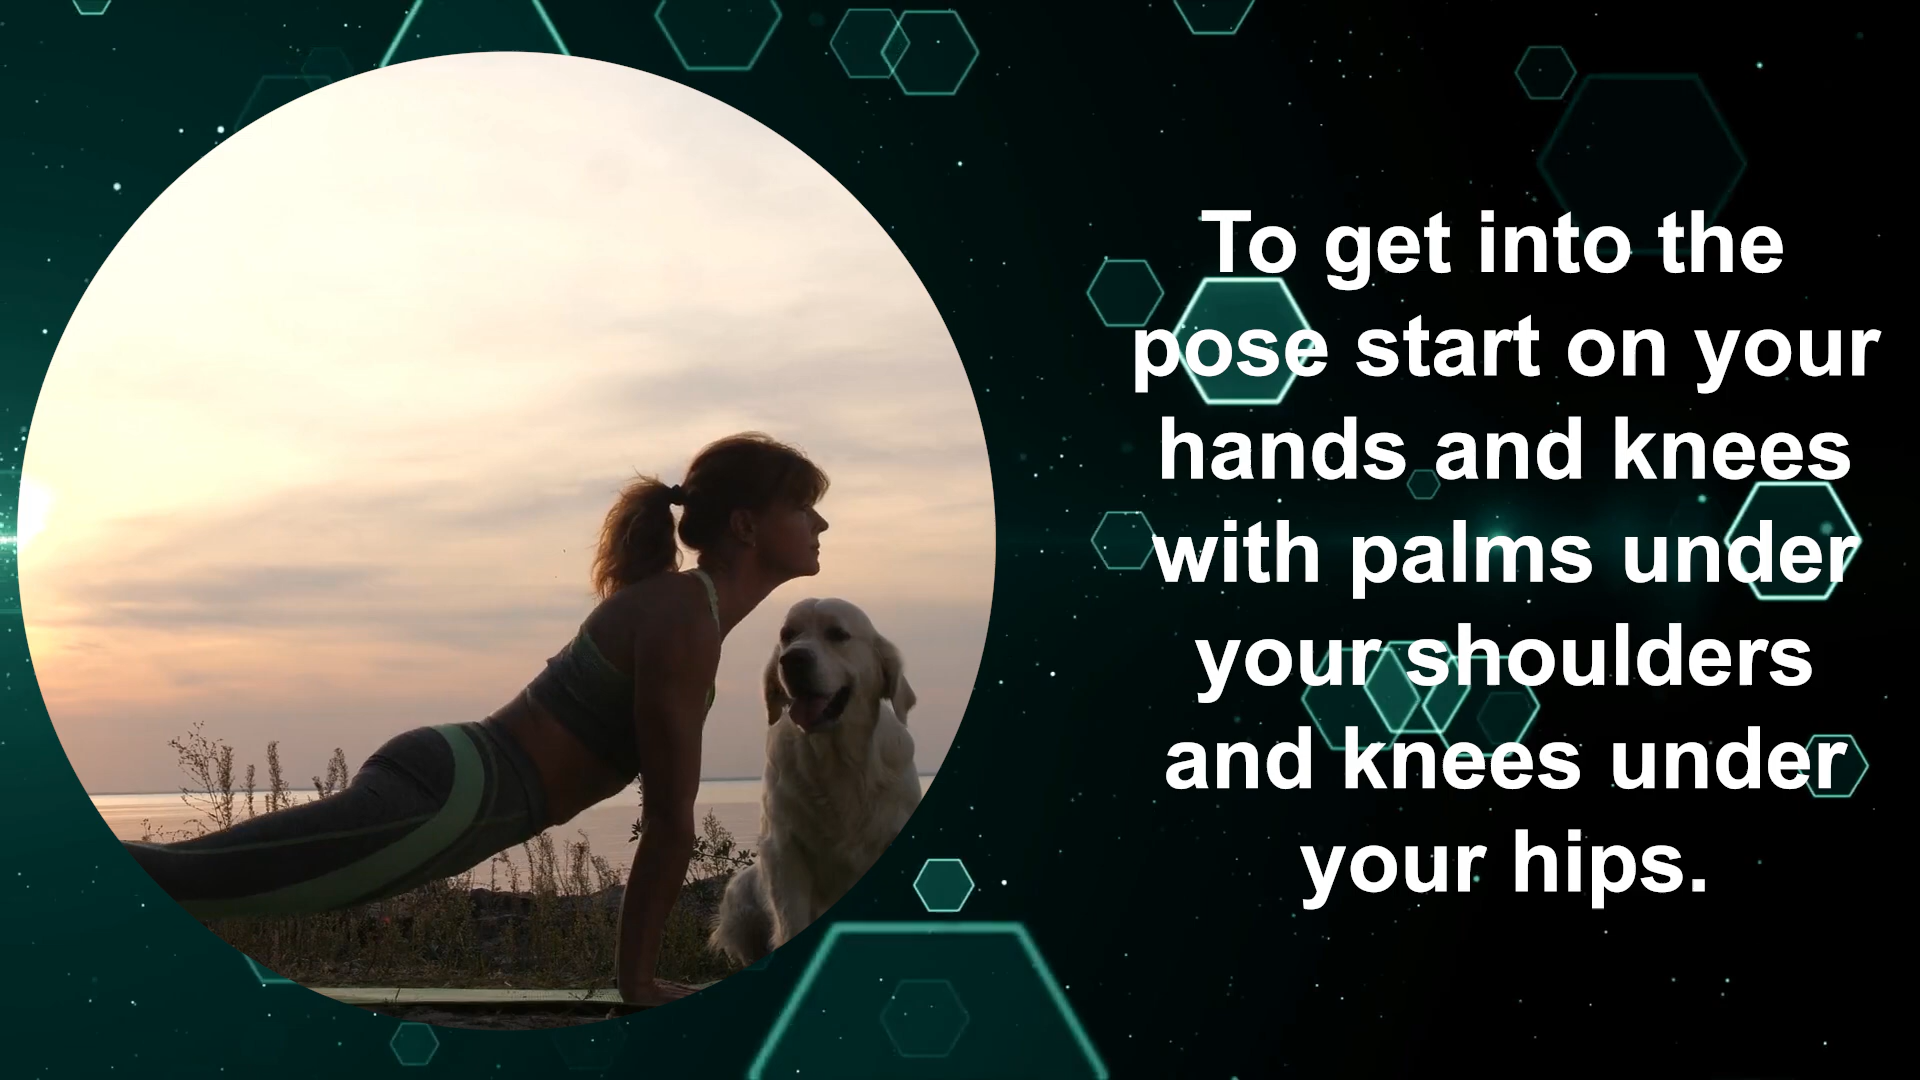 To get into the
pose start on your
hands and knees
with palms under
your shoulders
and knees under
your hips.